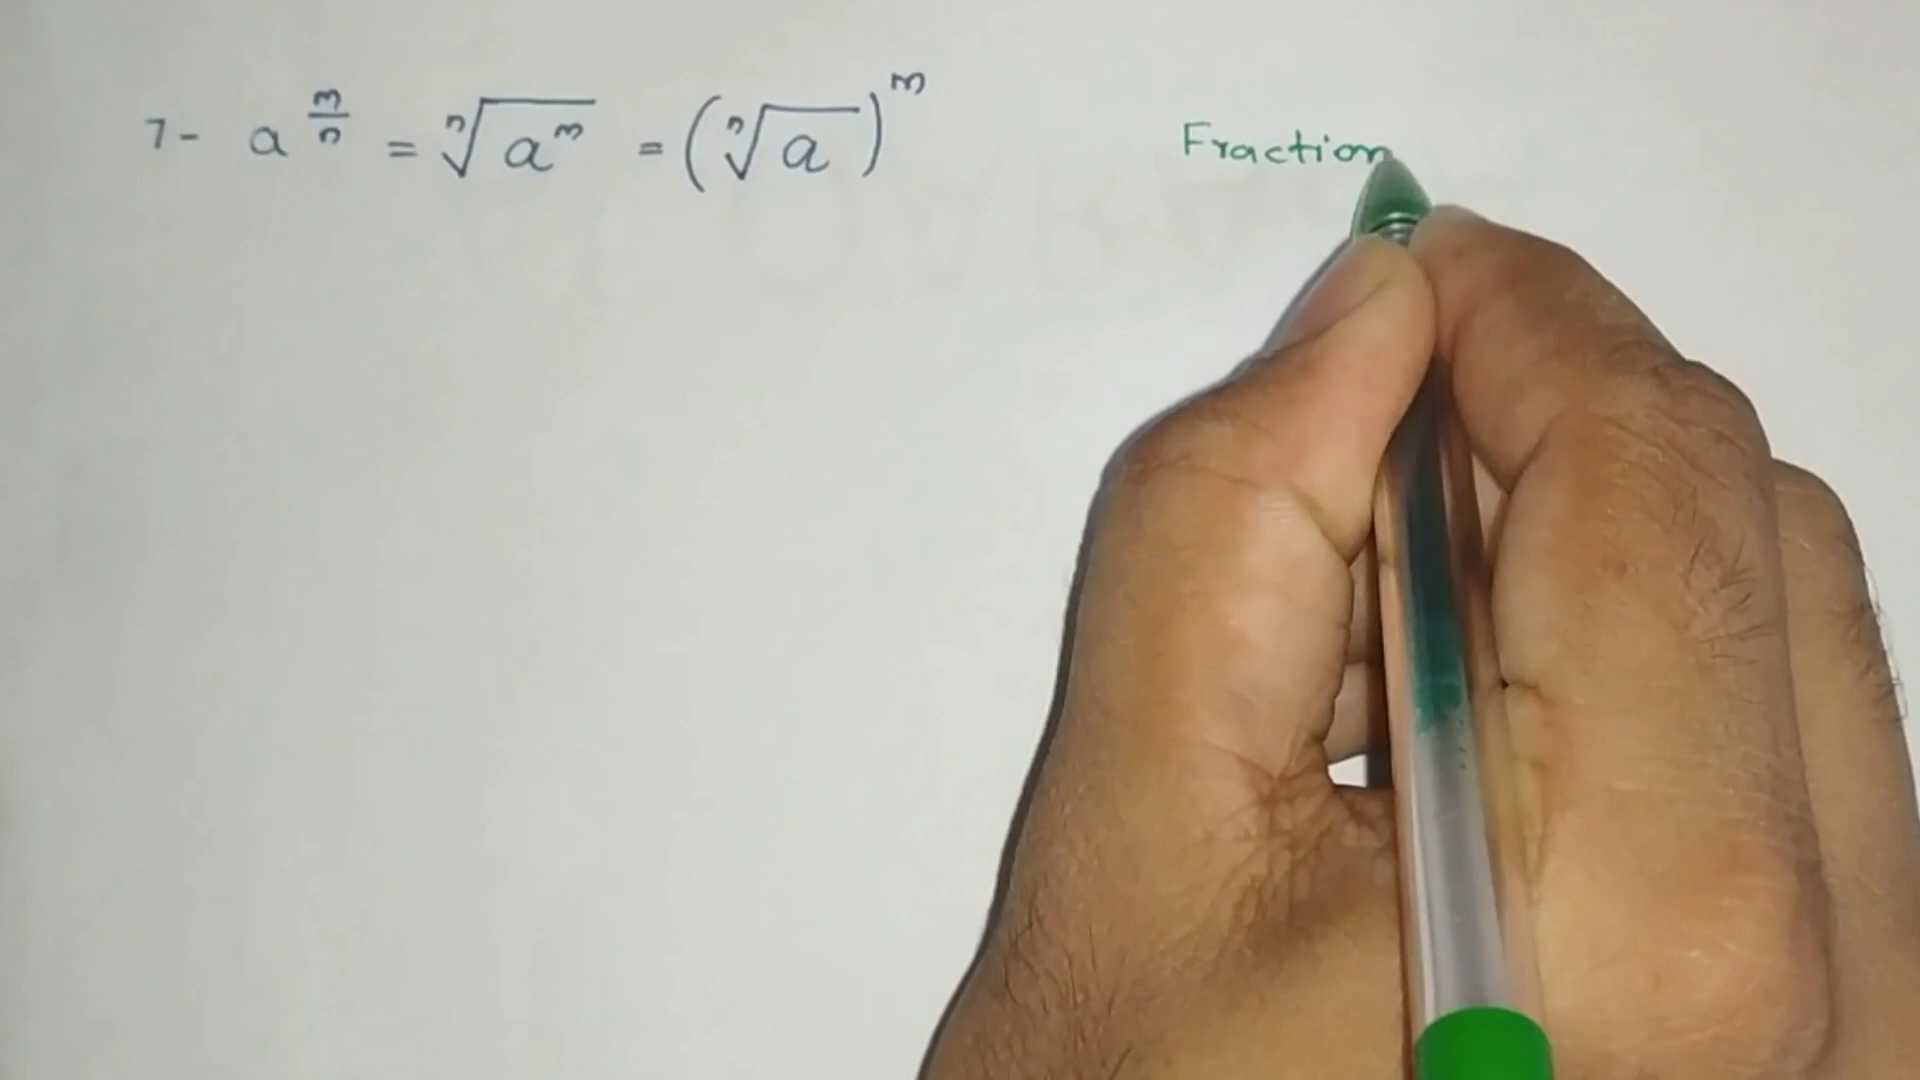 7- a^(m/n) = ⁿ√(a^m) = (ⁿ√a)^m Fraction